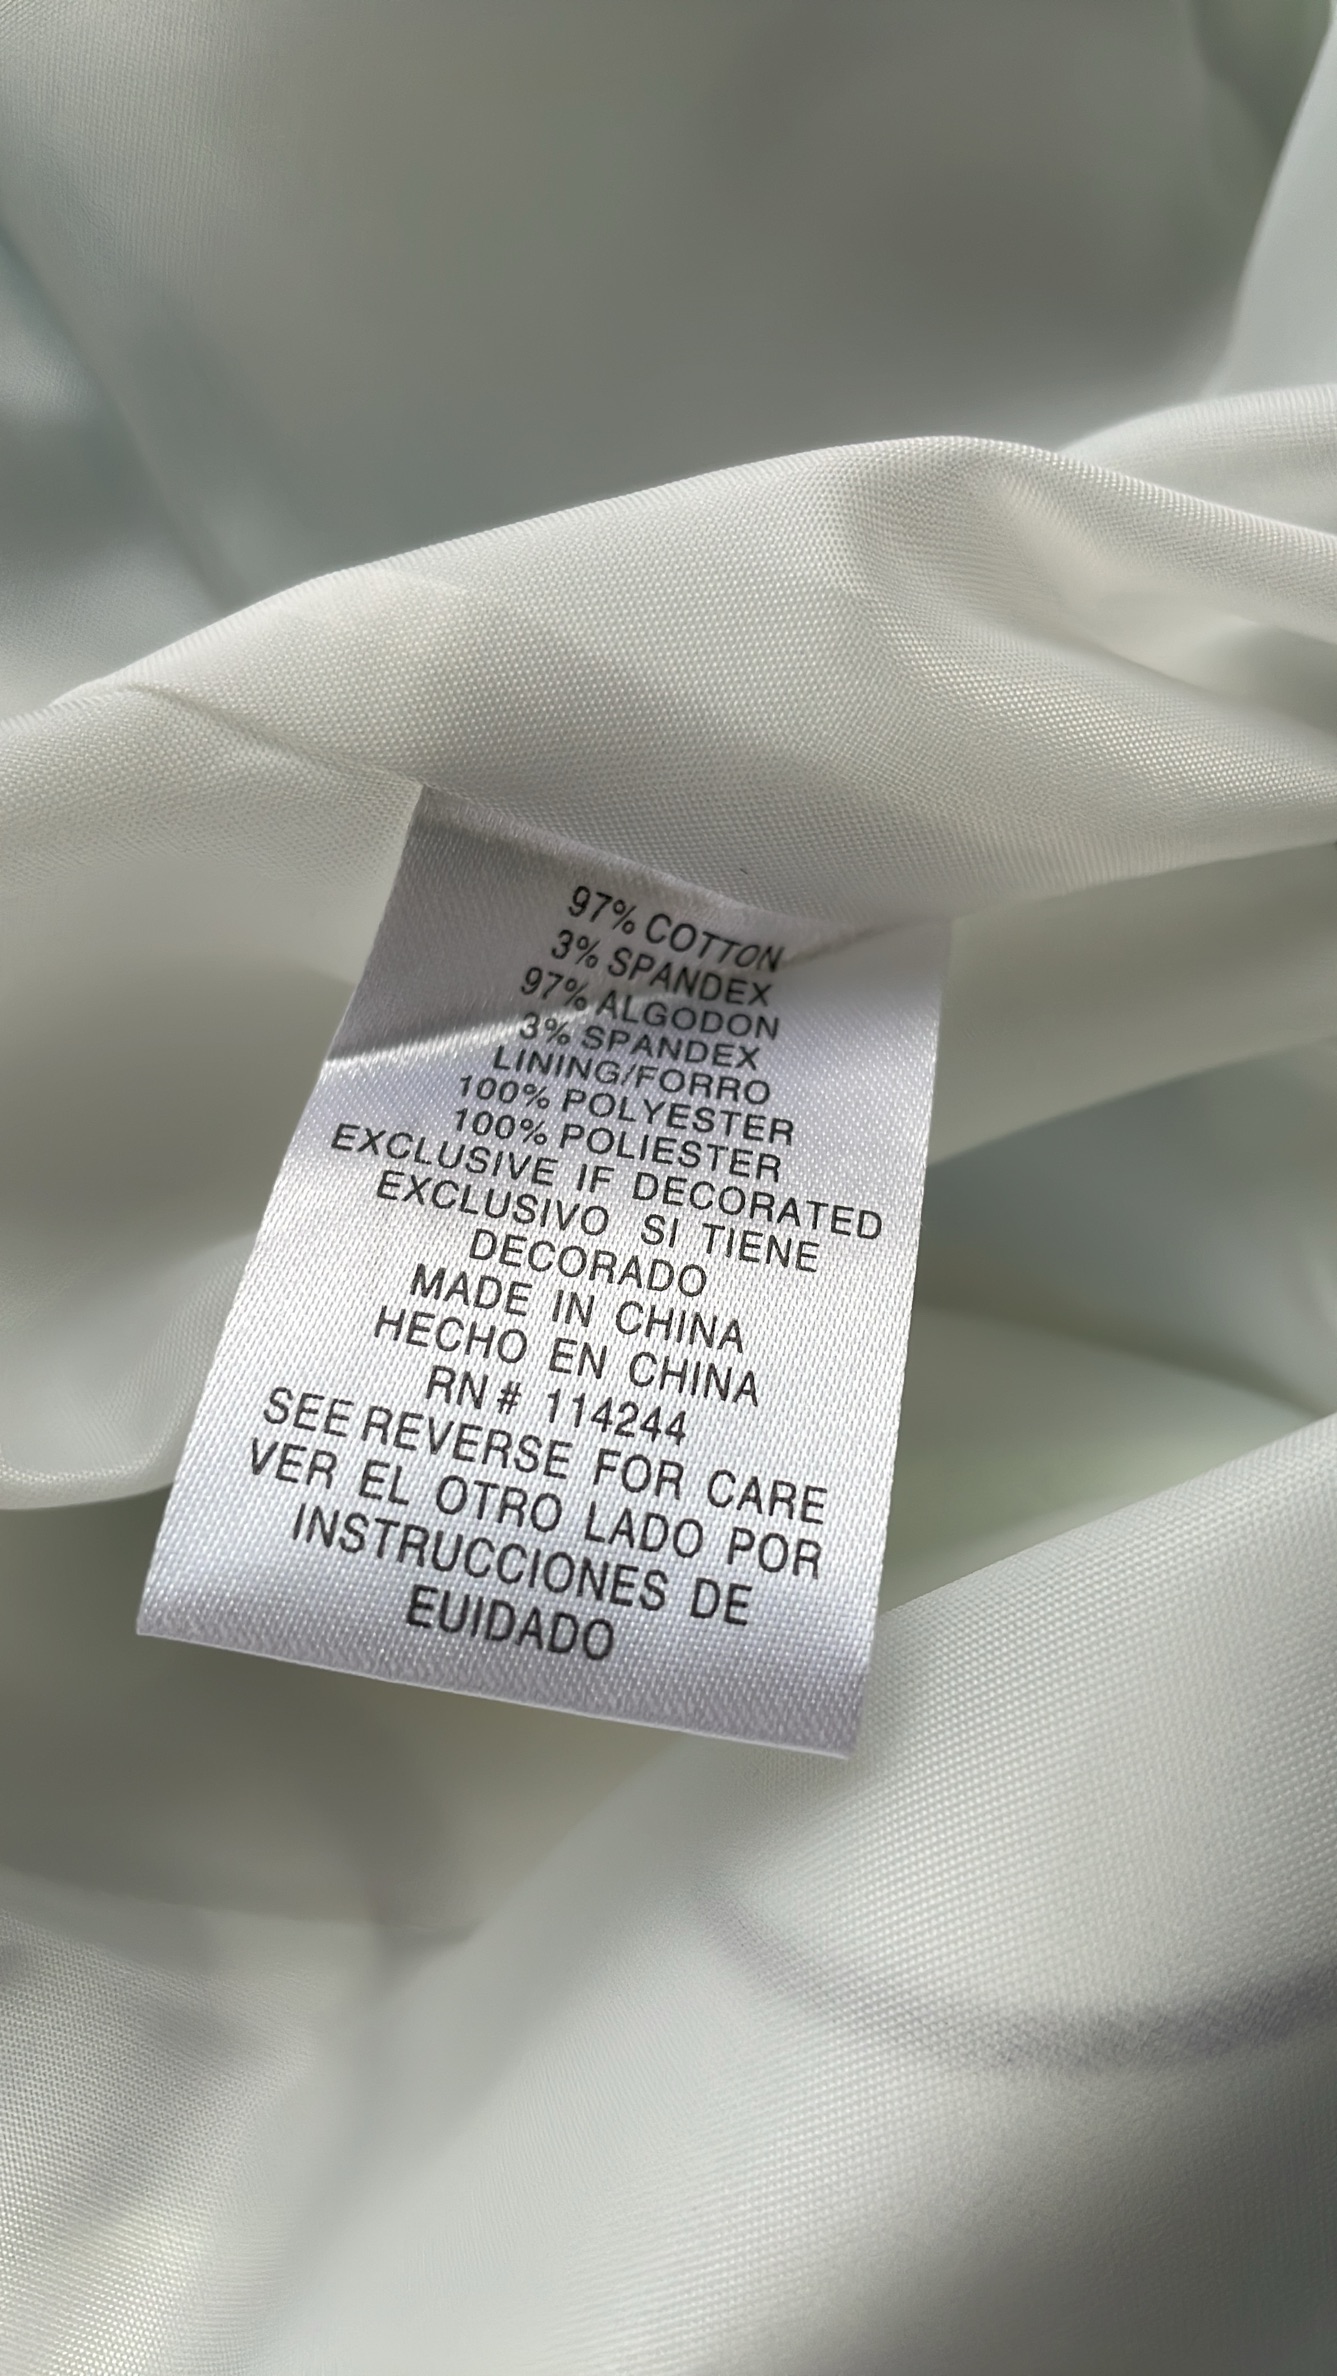 97% COTTON
3% SPANDEX
97% ALGODON
3% SPANDEX
LINING/FORRO
100% POLYESTER
100% POLIESTER
EXCLUSIVE IF DECORATED
EXCLUSIVO SI TIENE
DECORADO
MADE IN CHINA
HECHO EN CHINA
RN# 114244
SEE REVERSE FOR CARE
VER EL OTRO LADO POR
INSTRUCCIONES DE
EUIDADO